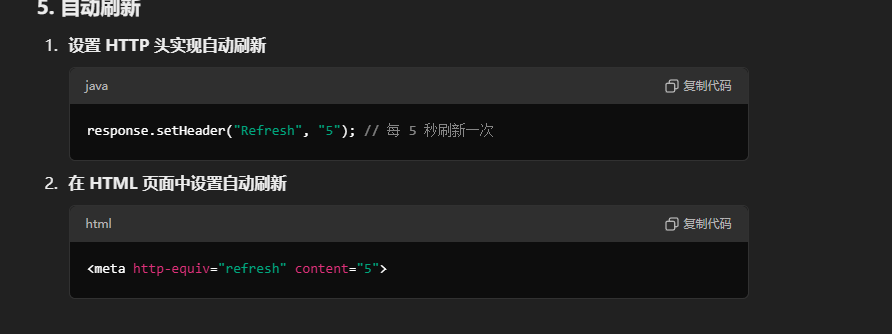 5. 自动刷新
1. 设置 HTTP 头实现自动刷新
java
复制代码
response.setHeader("Refresh", "5"); // 每 5 秒刷新一次
2. 在 HTML 页面中设置自动刷新
html
复制代码
<meta http-equiv="refresh" content="5">